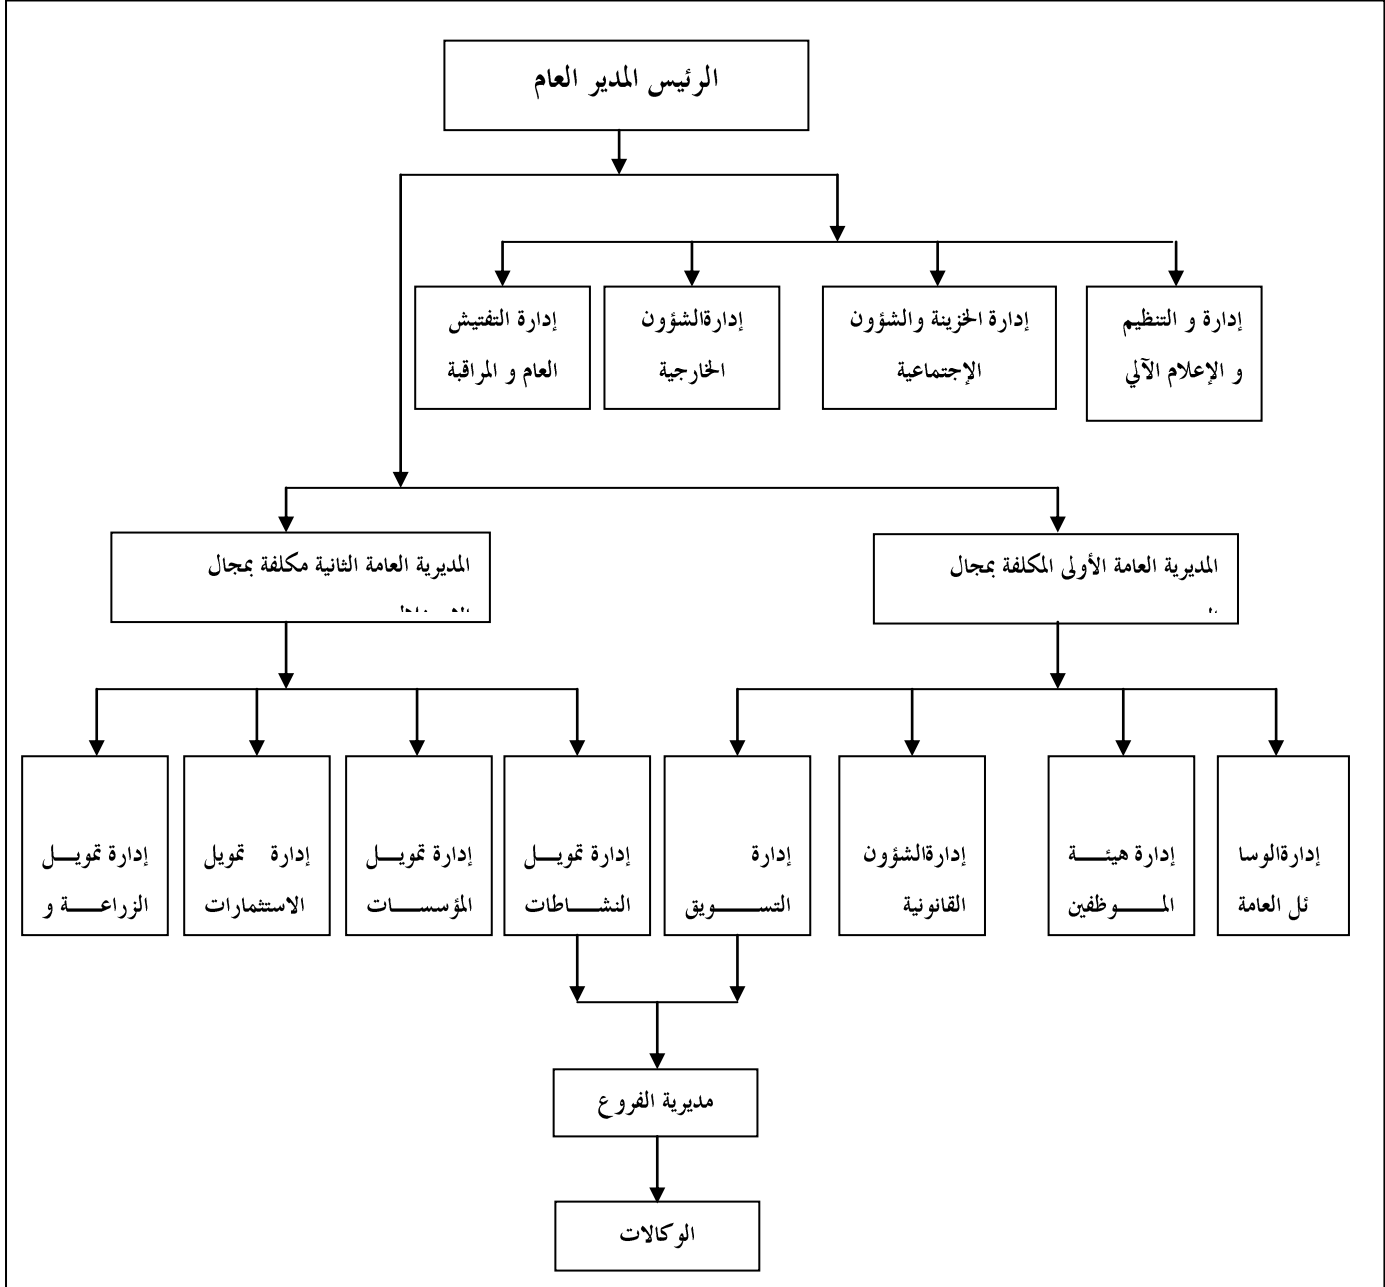 الرئيس المدير العام
إدارة و التنظيم
و الإعلام الآلي
إدارة الخزينة والشؤون
الإجتماعية
إدارةالشؤون
الخارجية
إدارة التفتيش
العام و المراقبة
المديرية العامة الأولى المكلفة بمجال
المديرية العامة الثانية مكلفة بمجال
إدارةالوسا
ئل العامة
إدارة هيئـــة
المـــوظفين
إدارةالشؤون
القانونية
إدارة
التســـويق
إدارة تمويـــل
النشـــاطات
إدارة تمويـــل
المؤسســـات
إدارة تمويل
الاستثمارات
إدارة تمويـــل
الزراعـــة و
مديرية الفروع
الوكالات